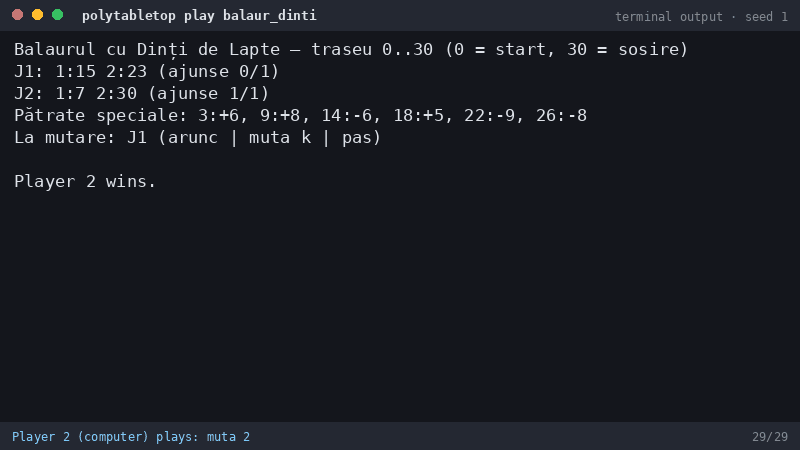 polytabletop play balaur_dinti
terminal output · seed 1
Balaurul cu Dinți de Lapte — traseu 0..30 (0 = start, 30 = sosire)
J1: 1:15 2:23 (ajunse 0/1)
J2: 1:7 2:30 (ajunse 1/1)
Pătrate speciale: 3:+6, 9:+8, 14:-6, 18:+5, 22:-9, 26:-8
La mutare: J1 (arunc | muta k | pas)
Player 2 wins.
Player 2 (computer) plays: muta 2
29/29